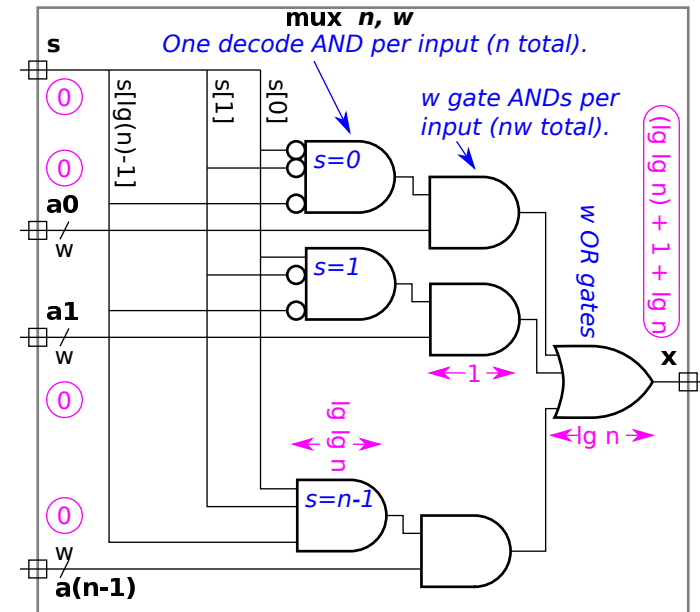 mux n, w
One decode AND per input (n total).
s
0
s[lg(n)-1]
s[1]
s[0]
w gate ANDs per
input (nw total).
(lg lg n) + 1 + lg n
0
s=0
a0
w
w OR gates
s=1
a1
w
1
x
0
lg lg n
lg n
s=n-1
0
w
a(n-1)